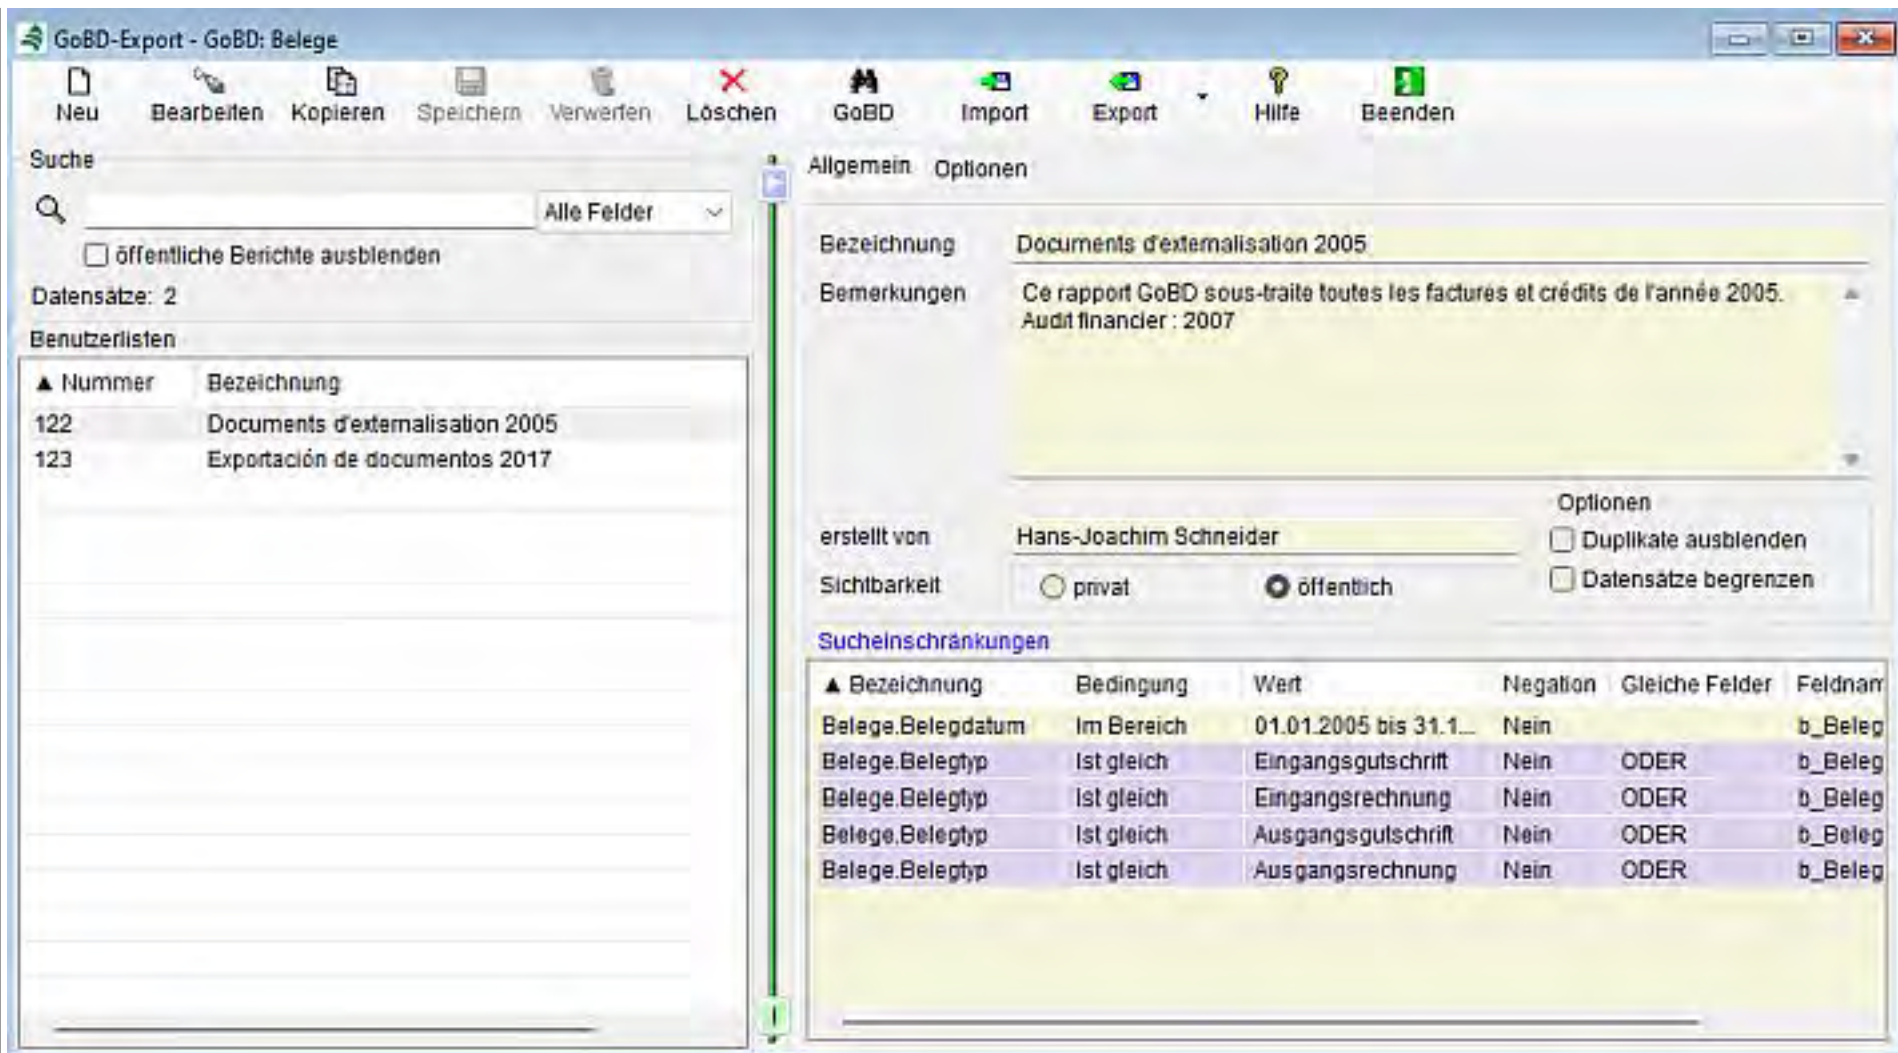 GoBD-Export - GoBD: Belege
Neu Bearbeiten Kopieren Speichern Verwerfen Löschen GoBD Import Export Hilfe Beenden
Suche
Alle Felder
öffentliche Berichte ausblenden
Datensätze: 2
Benutzerlisten
▲ Nummer Bezeichnung
122 Documents d'externalisation 2005
123 Exportación de documentos 2017
Allgemein Optionen
Bezeichnung Documents d'externalisation 2005
Bemerkungen Ce rapport GoBD sous-traite toutes les factures et crédits de l'année 2005.
Audit financier : 2007
Optionen
erstellt von Hans-Joachim Schneider Duplikate ausblenden
Sichtbarkeit privat öffentlich Datensätze begrenzen
Sucheinschränkungen
▲ Bezeichnung Bedingung Wert Negation Gleiche Felder Feldnam
Belege.Belegdatum Im Bereich 01.01.2005 bis 31.1... Nein b_Beleg
Belege.Belegtyp Ist gleich Eingangsgutschrift Nein ODER b_Beleg
Belege.Belegtyp Ist gleich Eingangsrechnung Nein ODER b_Beleg
Belege.Belegtyp Ist gleich Ausgangsgutschrift Nein ODER b_Beleg
Belege.Belegtyp Ist gleich Ausgangsrechnung Nein ODER b_Beleg